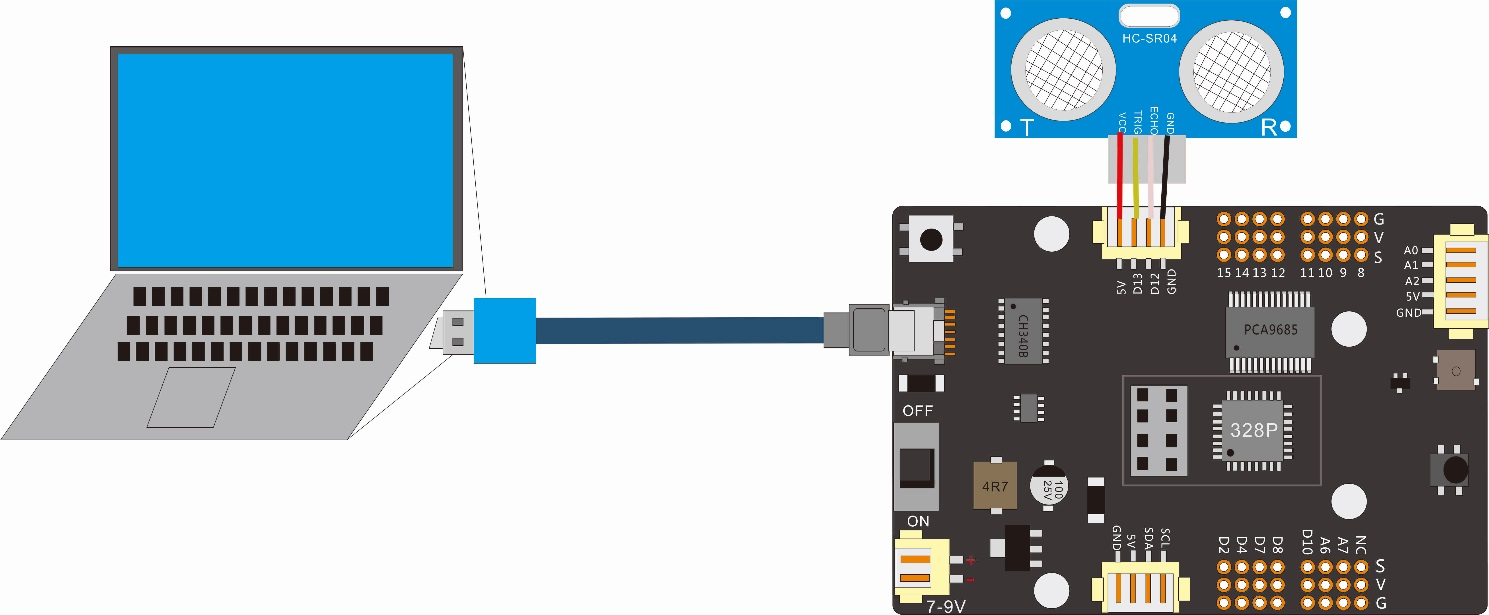 HC-SR04
T
VCC
TRIG
ECHO
GND
R
5V
D13
D12
GND
G
V
S
15 14 13 12 11 10 9 8
A0
A1
A2
5V
GND
CH340B
PCA9685
OFF
328P
4R7
100
25V
ON
GND
5V
SDA
SCL
D2
D4
D7
D8
D10
A6
A7
NC
S
V
G
+
-
7-9V